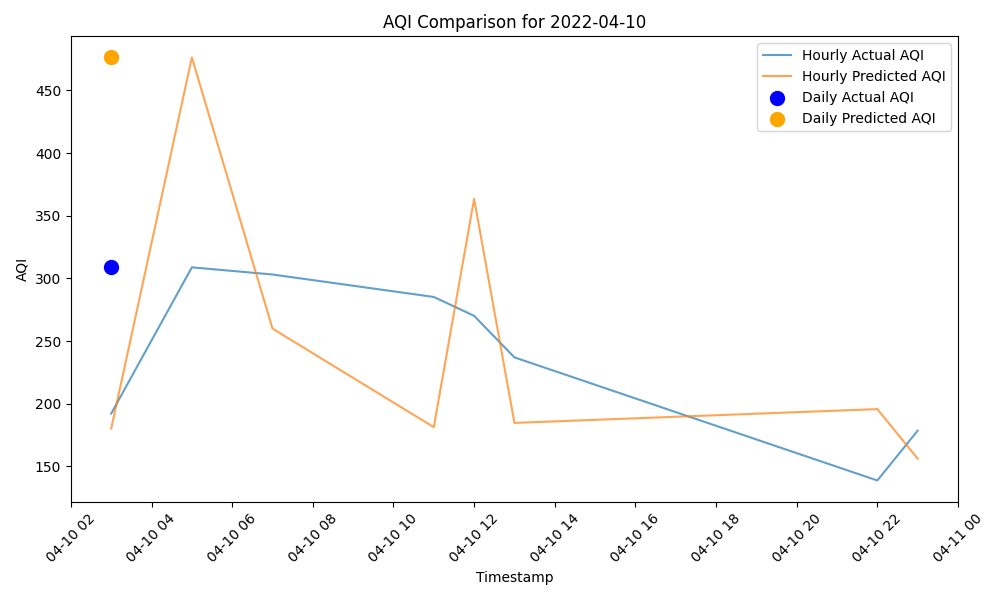 AQI Comparison for 2022-04-10
Hourly Actual AQI
Hourly Predicted AQI
Daily Actual AQI
Daily Predicted AQI
AQI
450
400
350
300
250
200
150
04-10 02
04-10 04
04-10 06
04-10 08
04-10 10
04-10 12
04-10 14
04-10 16
04-10 18
04-10 20
04-10 22
04-11 00
Timestamp